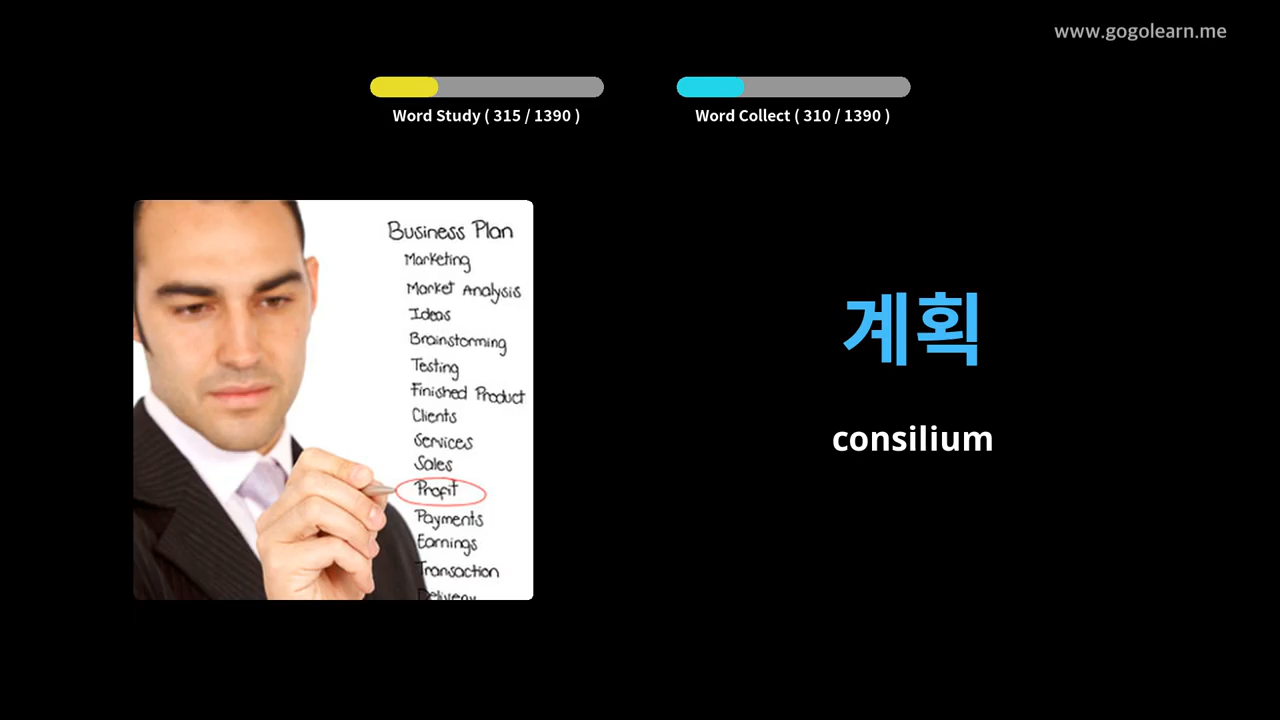 www.gogolearn.me
Word Study ( 315 / 1390 )
Word Collect ( 310 / 1390 )
Business Plan
Marketing
Market Analysis
Ideas
Brainstorming
Testing
Finished Product
Clients
Services
Sales
Profit
Payments
Earnings
Transaction
Delivery
계획
consilium